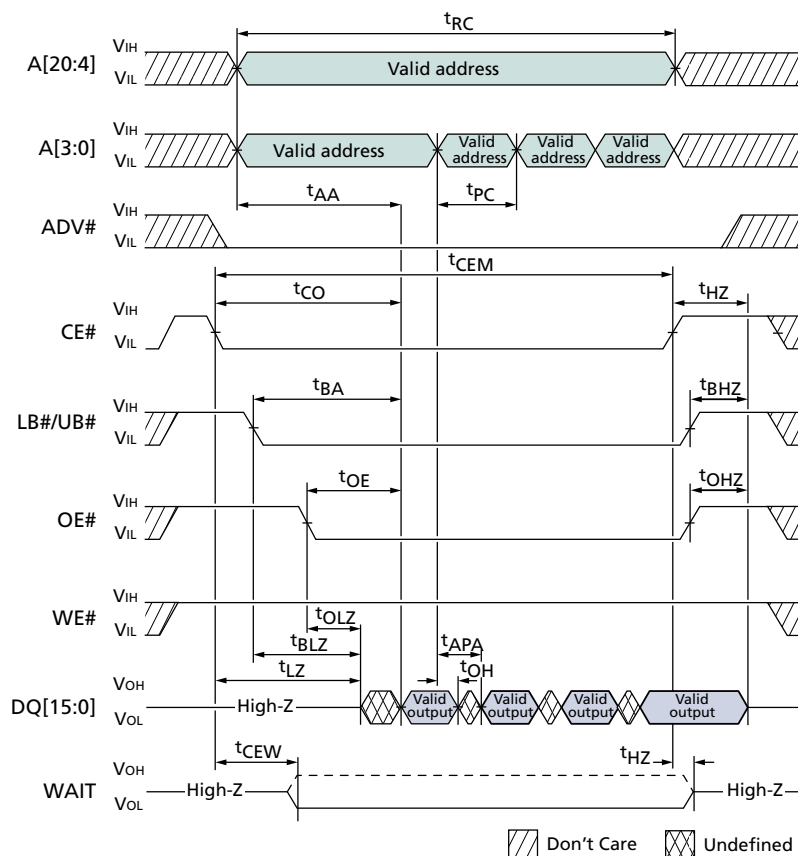 tRC
VIH
A[20:4]
Valid address
VIL
VIH
A[3:0]
Valid address
Valid address
Valid address
Valid address
VIL
tAA
tPC
VIH
ADV#
VIL
tCEM
tCO
tHZ
VIH
CE#
VIL
tBA
tBHZ
VIH
LB#/UB#
VIL
tOE
tOHZ
VIH
OE#
VIL
VIH
WE#
VIL
tOLZ
tBLZ
tAPA
tLZ
tOH
VOH
DQ[15:0]
High-Z
Valid output
Valid output
Valid output
Valid output
VOL
tCEW
tHZ
VOH
WAIT
High-Z
High-Z
VOL
Don't Care
Undefined